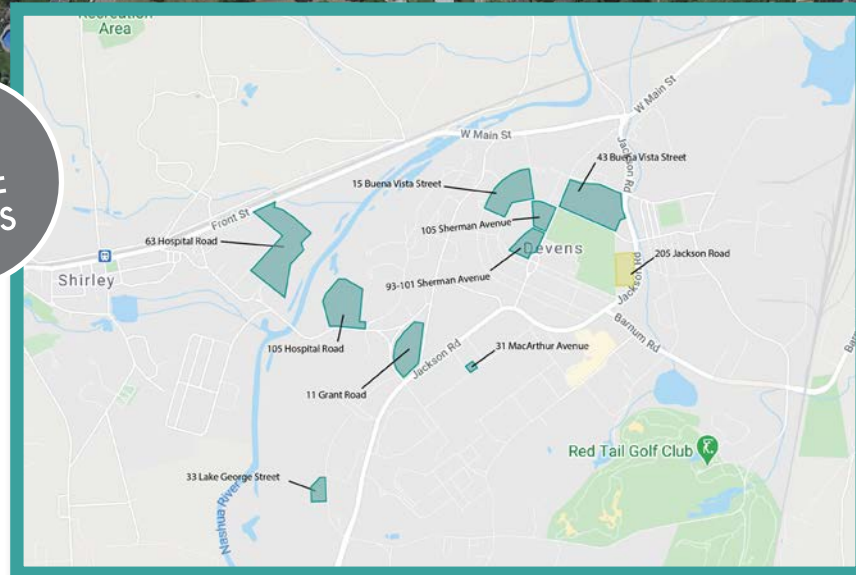 Recreation
Area
W Main St
W Main St
Jackson Rd
43 Buena Vista Street
15 Buena Vista Street
Front St
105 Sherman Avenue
63 Hospital Road
Devens
205 Jackson Road
Shirley
93-101 Sherman Avenue
Jackson Rd
Barnum Rd
105 Hospital Road
31 MacArthur Avenue
Jackson Rd
11 Grant Road
Red Tail Golf Club
33 Lake George Street
Nashua River